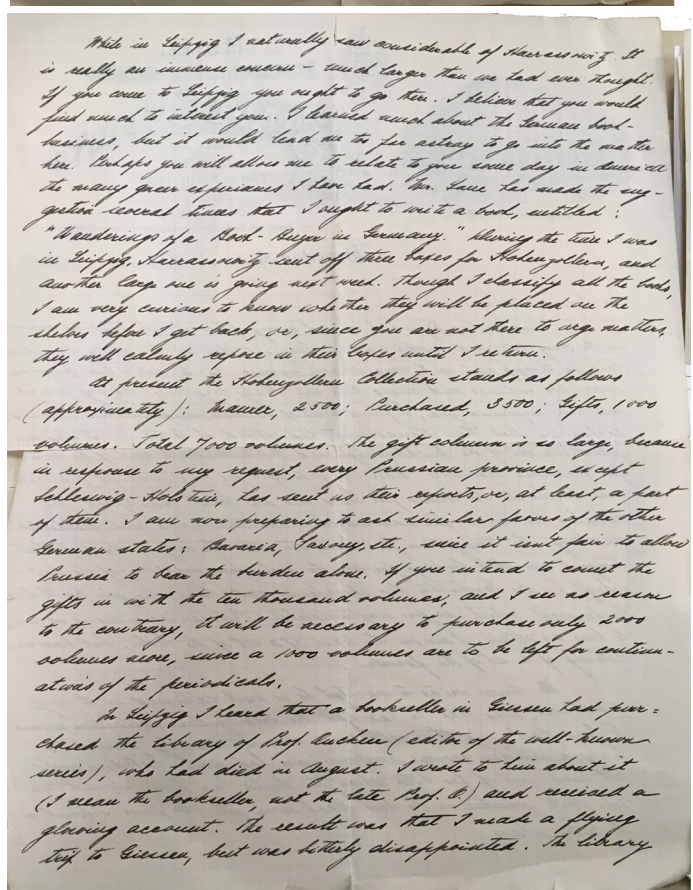 While in Leipzig I naturally saw considerable of Harrassowitz. It
is really an immense concern - much larger than we had ever thought.
If you come to Leipzig you ought to go there. I believe that you would
find much to interest you. I learned much about the German book-
business, but it would lead me too far astray to go into the matter
here. Perhaps you will allow me to relate to you some day in America
the many queer experiences I have had. Mr. Lane has made the sug-
gestion several times that I ought to write a book, entitled:
"Wanderings of a Book-Buyer in Germany." During the time I was
in Leipzig, Harrassowitz sent off three boxes for Hohenzollern, and
another large one is going next week. Though I classify all the books,
I am very curious to know whether they will be placed on the
shelves before I get back, or, since you are not there to urge matters,
they will calmly repose in their boxes until I return.
At present the Hohenzollern Collection stands as follows
(approximately): Maurer, 2500; Purchased, 3500; Gifts, 1000
volumes. Total 7000 volumes. The gift column is so large, because
in response to my request, every Prussian province, except
Schleswig-Holstein, has sent us their reports, or, at least, a part
of them. I am now preparing to ask similar favors of the other
German states: Bavaria, Saxony, etc., since it isn't fair to allow
Prussia to bear the burden alone. If you intend to count the
gifts in with the ten thousand volumes, and I see no reason
to the contrary, it will be necessary to purchase only 2000
volumes more, since a 1000 volumes are to be left for continu-
ations of the periodicals.
In Leipzig I heard that a bookseller in Giessen had pur=
chased the library of Prof. Oncken (editor of the well-known
series), who had died in August. I wrote to him about it
(I mean the bookseller, not the late Prof. O.) and received a
glowing account. The result was that I made a flying
trip to Giessen, but was bitterly disappointed. The library